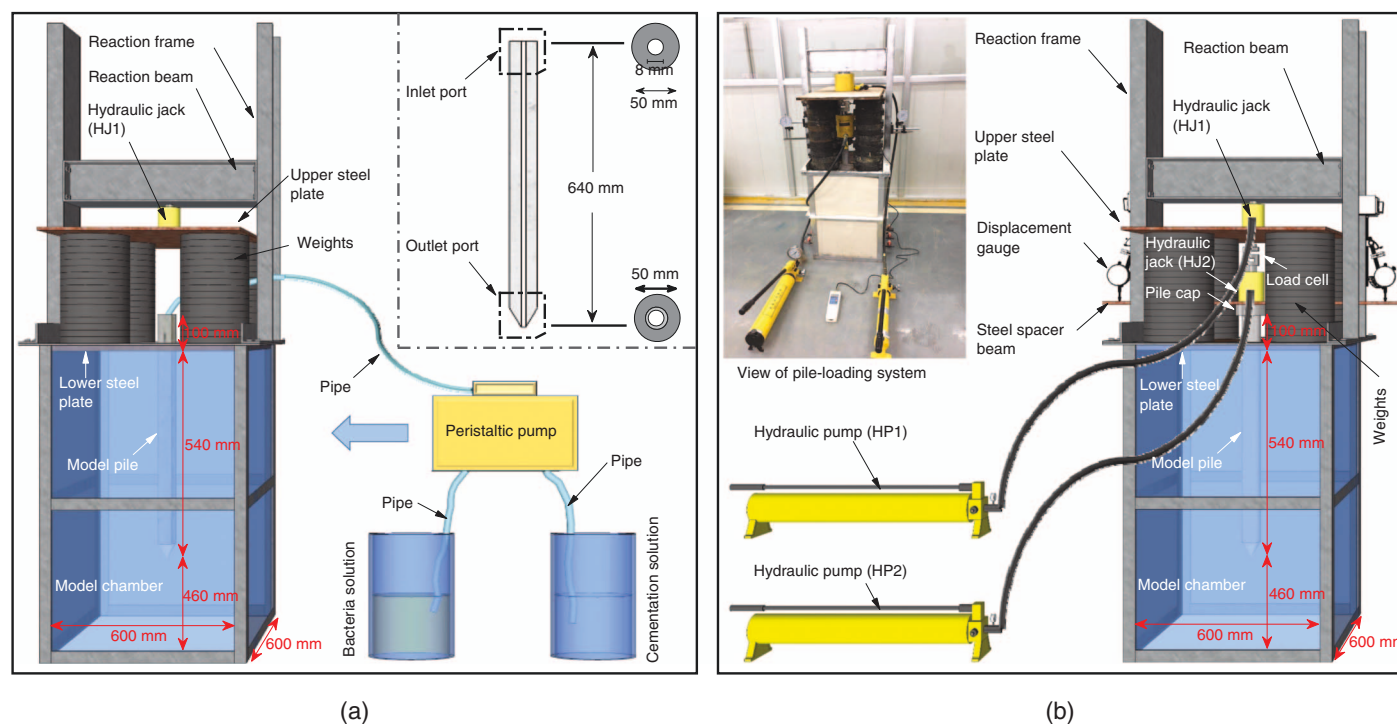 Reaction frame
Reaction beam
Hydraulic jack
(HJ1)
Upper steel
plate
Weights
Inlet port
8 mm
50 mm
640 mm
Outlet port
50 mm
100 mm
Lower steel
plate
Pipe
540 mm
Peristaltic pump
Model pile
Pipe
Pipe
Bacteria solution
Cementation solution
Model chamber
460 mm
600 mm
600 mm
(a)
Reaction frame
Reaction beam
Hydraulic jack
(HJ1)
Upper steel
plate
Displacement
gauge
Hydraulic
jack (HJ2)
Load cell
Pile cap
Steel spacer
beam
100 mm
View of pile-loading system
Lower steel
plate
Weights
540 mm
Hydraulic pump (HP1)
Model pile
Hydraulic pump (HP2)
Model chamber
460 mm
600 mm
600 mm
(b)